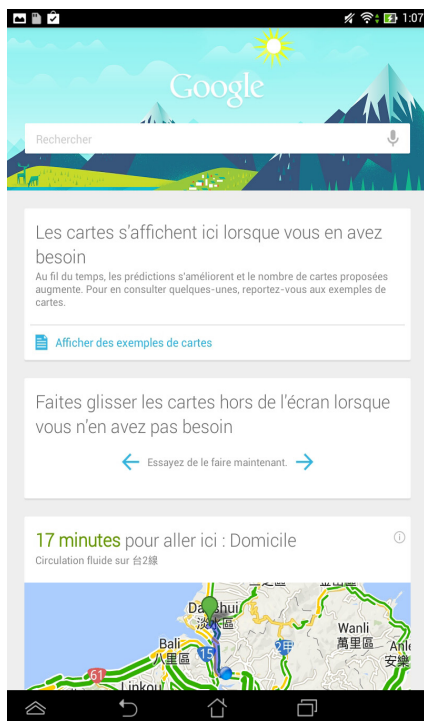 1:07
Google
Rechercher
Les cartes s'affichent ici lorsque vous en avez
besoin
Au fil du temps, les prédictions s'améliorent et le nombre de cartes proposées
augmente. Pour en consulter quelques-unes, reportez-vous aux exemples de
cartes.
Afficher des exemples de cartes
Faites glisser les cartes hors de l'écran lorsque
vous n'en avez pas besoin
Essayez de le faire maintenant.
17 minutes pour aller ici : Domicile
Circulation fluide sur 台2線
淡水區
Wanli
萬里區
Bali
八里區
15
2甲
安樂
61
Linkou